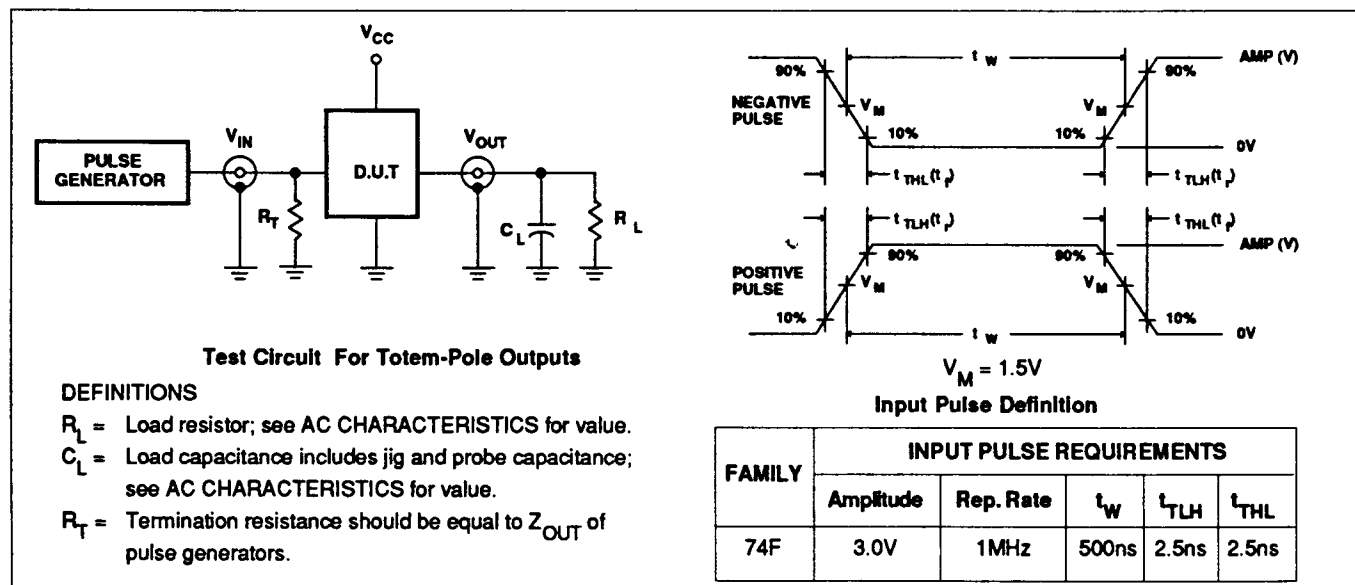 VCC
PULSE
GENERATOR
VIN
RT
D.U.T
VOUT
CL
RL
Test Circuit For Totem-Pole Outputs
DEFINITIONS
RL = Load resistor; see AC CHARACTERISTICS for value.
CL = Load capacitance includes jig and probe capacitance;
see AC CHARACTERISTICS for value.
RT = Termination resistance should be equal to ZOUT of
pulse generators.
NEGATIVE
PULSE
90%
tW
90%
AMP (V)
VM
VM
10%
10%
0V
tTHL(tf)
tTLH(tr)
tTLH(tr)
tTHL(tf)
POSITIVE
PULSE
90%
90%
AMP (V)
VM
VM
10%
10%
tW
0V
VM = 1.5V
Input Pulse Definition
FAMILY
INPUT PULSE REQUIREMENTS
Amplitude Rep. Rate tW tTLH tTHL
74F 3.0V 1MHz 500ns 2.5ns 2.5ns